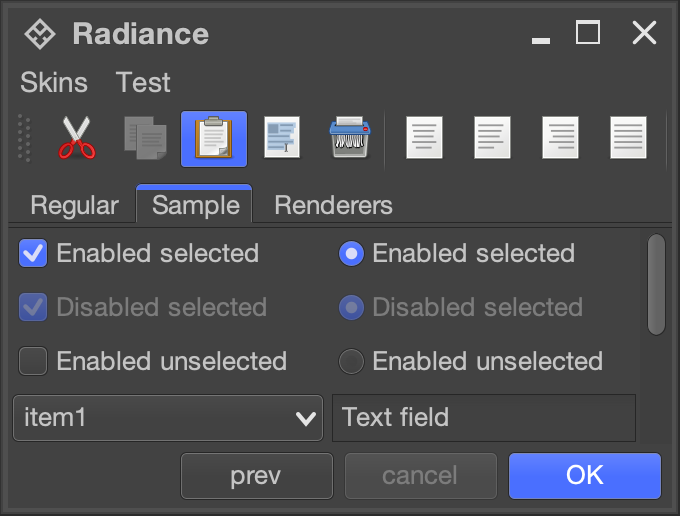 Radiance
Skins Test
Regular Sample Renderers
Enabled selected Enabled selected
Disabled selected Disabled selected
Enabled unselected Enabled unselected
item1 Text field
prev cancel OK